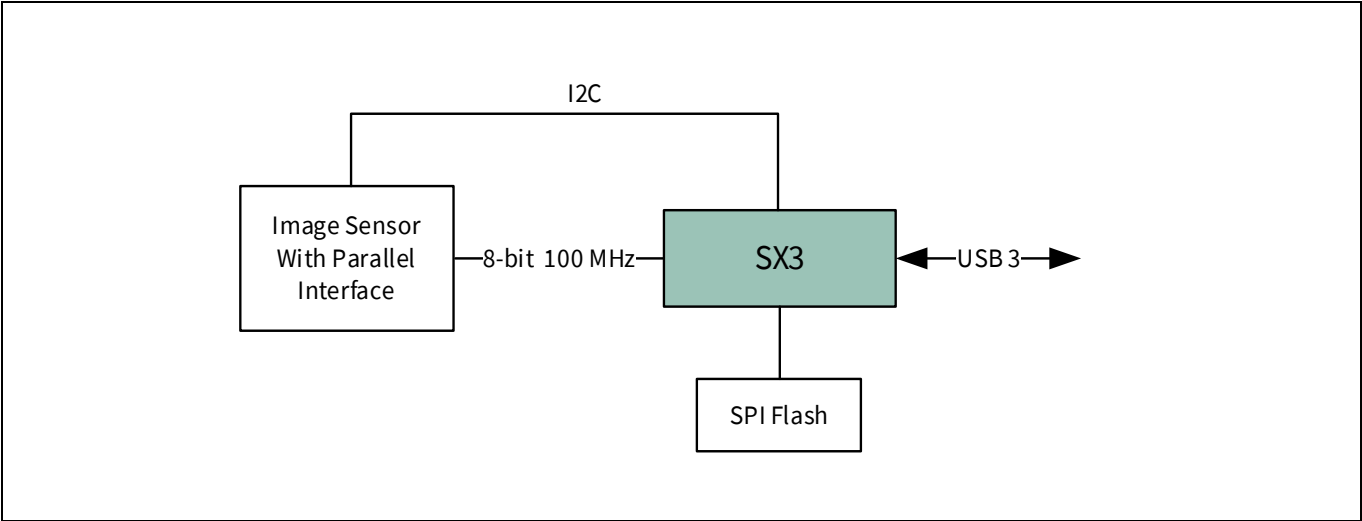 I2C
Image Sensor
With Parallel
Interface
8-bit 100 MHz
SX3
USB 3
SPI Flash